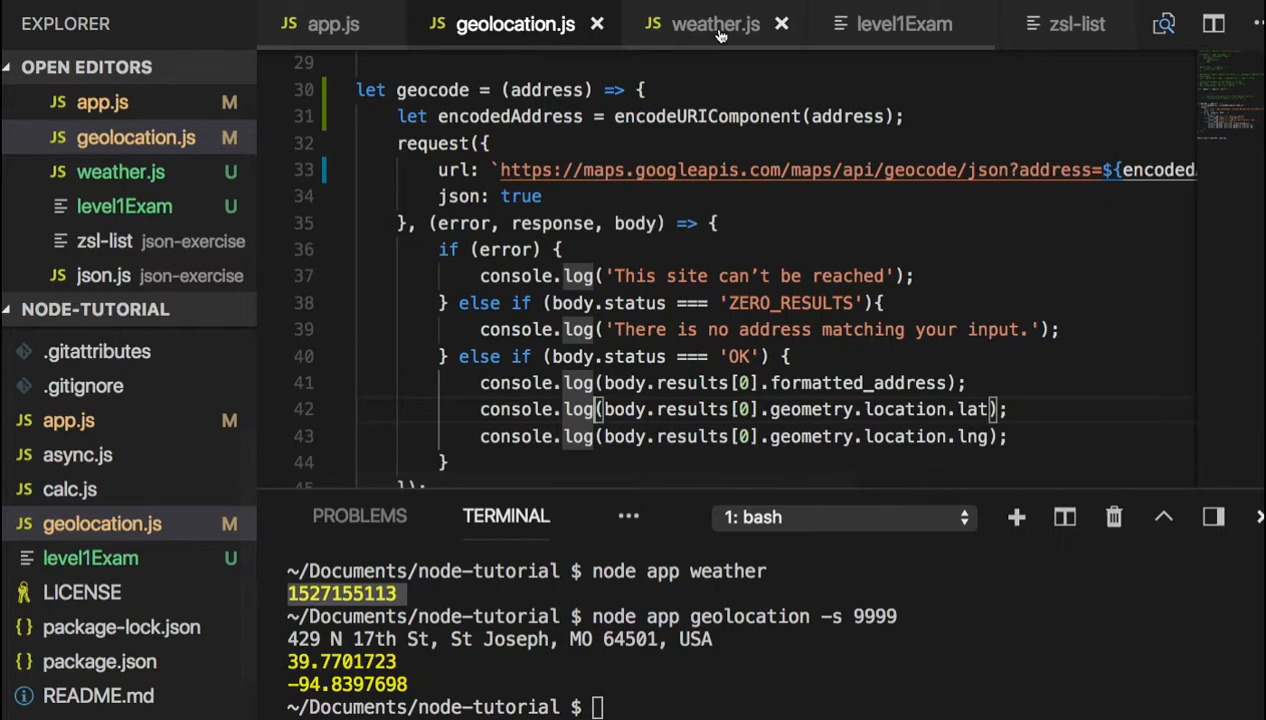 EXPLORER
JS app.js
JS geolocation.js ×
JS weather.js ×
level1Exam
zsl-list
OPEN EDITORS
JS app.js M
JS geolocation.js M
JS weather.js U
level1Exam U
zsl-list json-exercise
JS json.js json-exercise
NODE-TUTORIAL
.gitattributes
.gitignore
JS app.js M
JS async.js
JS calc.js
JS geolocation.js M
level1Exam U
LICENSE
package-lock.json
package.json
README.md
29
30 let geocode = (address) => {
31 let encodedAddress = encodeURIComponent(address);
32 request({
33 url: `https://maps.googleapis.com/maps/api/geocode/json?address=${encoded
34 json: true
35 }, (error, response, body) => {
36 if (error) {
37 console.log('This site can’t be reached');
38 } else if (body.status === 'ZERO_RESULTS'){
39 console.log('There is no address matching your input.');
40 } else if (body.status === 'OK') {
41 console.log(body.results[0].formatted_address);
42 console.log(body.results[0].geometry.location.lat);
43 console.log(body.results[0].geometry.location.lng);
44 }
45 });
PROBLEMS TERMINAL ••• 1: bash
~/Documents/node-tutorial $ node app weather
1527155113
~/Documents/node-tutorial $ node app geolocation -s 9999
429 N 17th St, St Joseph, MO 64501, USA
39.7701723
-94.8397698
~/Documents/node-tutorial $